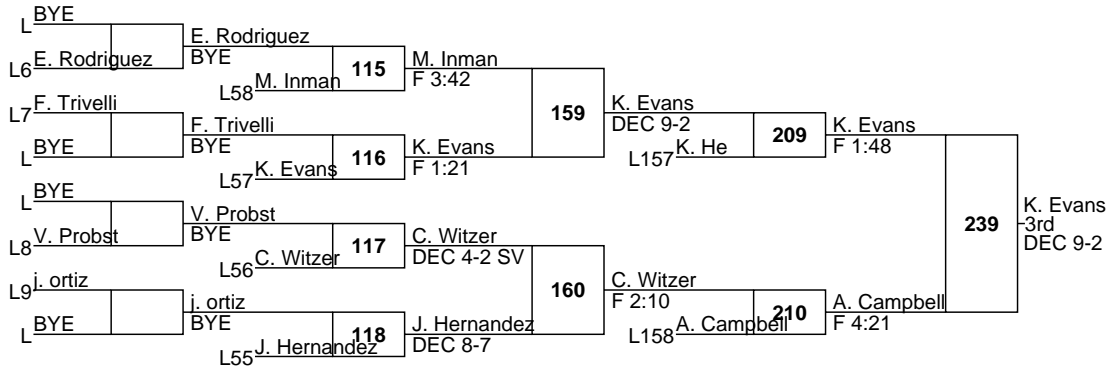 L BYE
L6 E. Rodriguez
E. Rodriguez
BYE
L58 M. Inman
115
M. Inman
F 3:42
L7 F. Trivelli
L BYE
F. Trivelli
BYE
L57 K. Evans
116
K. Evans
F 1:21
159
K. Evans
DEC 9-2
L157 K. He
209
K. Evans
F 1:48
L BYE
L8 V. Probst
V. Probst
BYE
L56 C. Witzer
117
C. Witzer
DEC 4-2 SV
L9 j. ortiz
L BYE
j. ortiz
BYE
L55 J. Hernandez
118
J. Hernandez
DEC 8-7
160
C. Witzer
F 2:10
L158 A. Campbell
210
A. Campbell
F 4:21
239
K. Evans
3rd
DEC 9-2